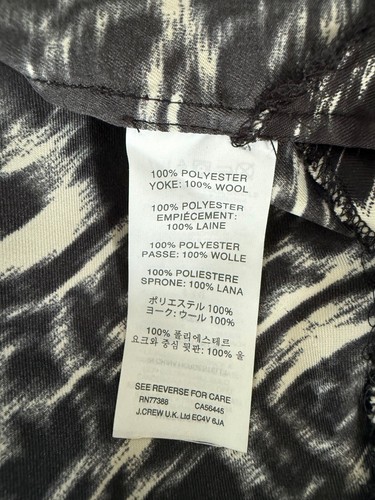 100% POLYESTER
YOKE: 100% WOOL
100% POLYESTER
EMPIÈCEMENT:
100% LAINE
100% POLYESTER
PASSE: 100% WOLLE
100% POLIESTERE
SPRONE: 100% LANA
ポリエステル 100%
ヨーク: ウール 100%
100% 폴리에스테르
요크와 중심 뒷판: 100% 울
SEE REVERSE FOR CARE
RN77388 CA56445
J.CREW U.K. Ltd EC4V 6JA